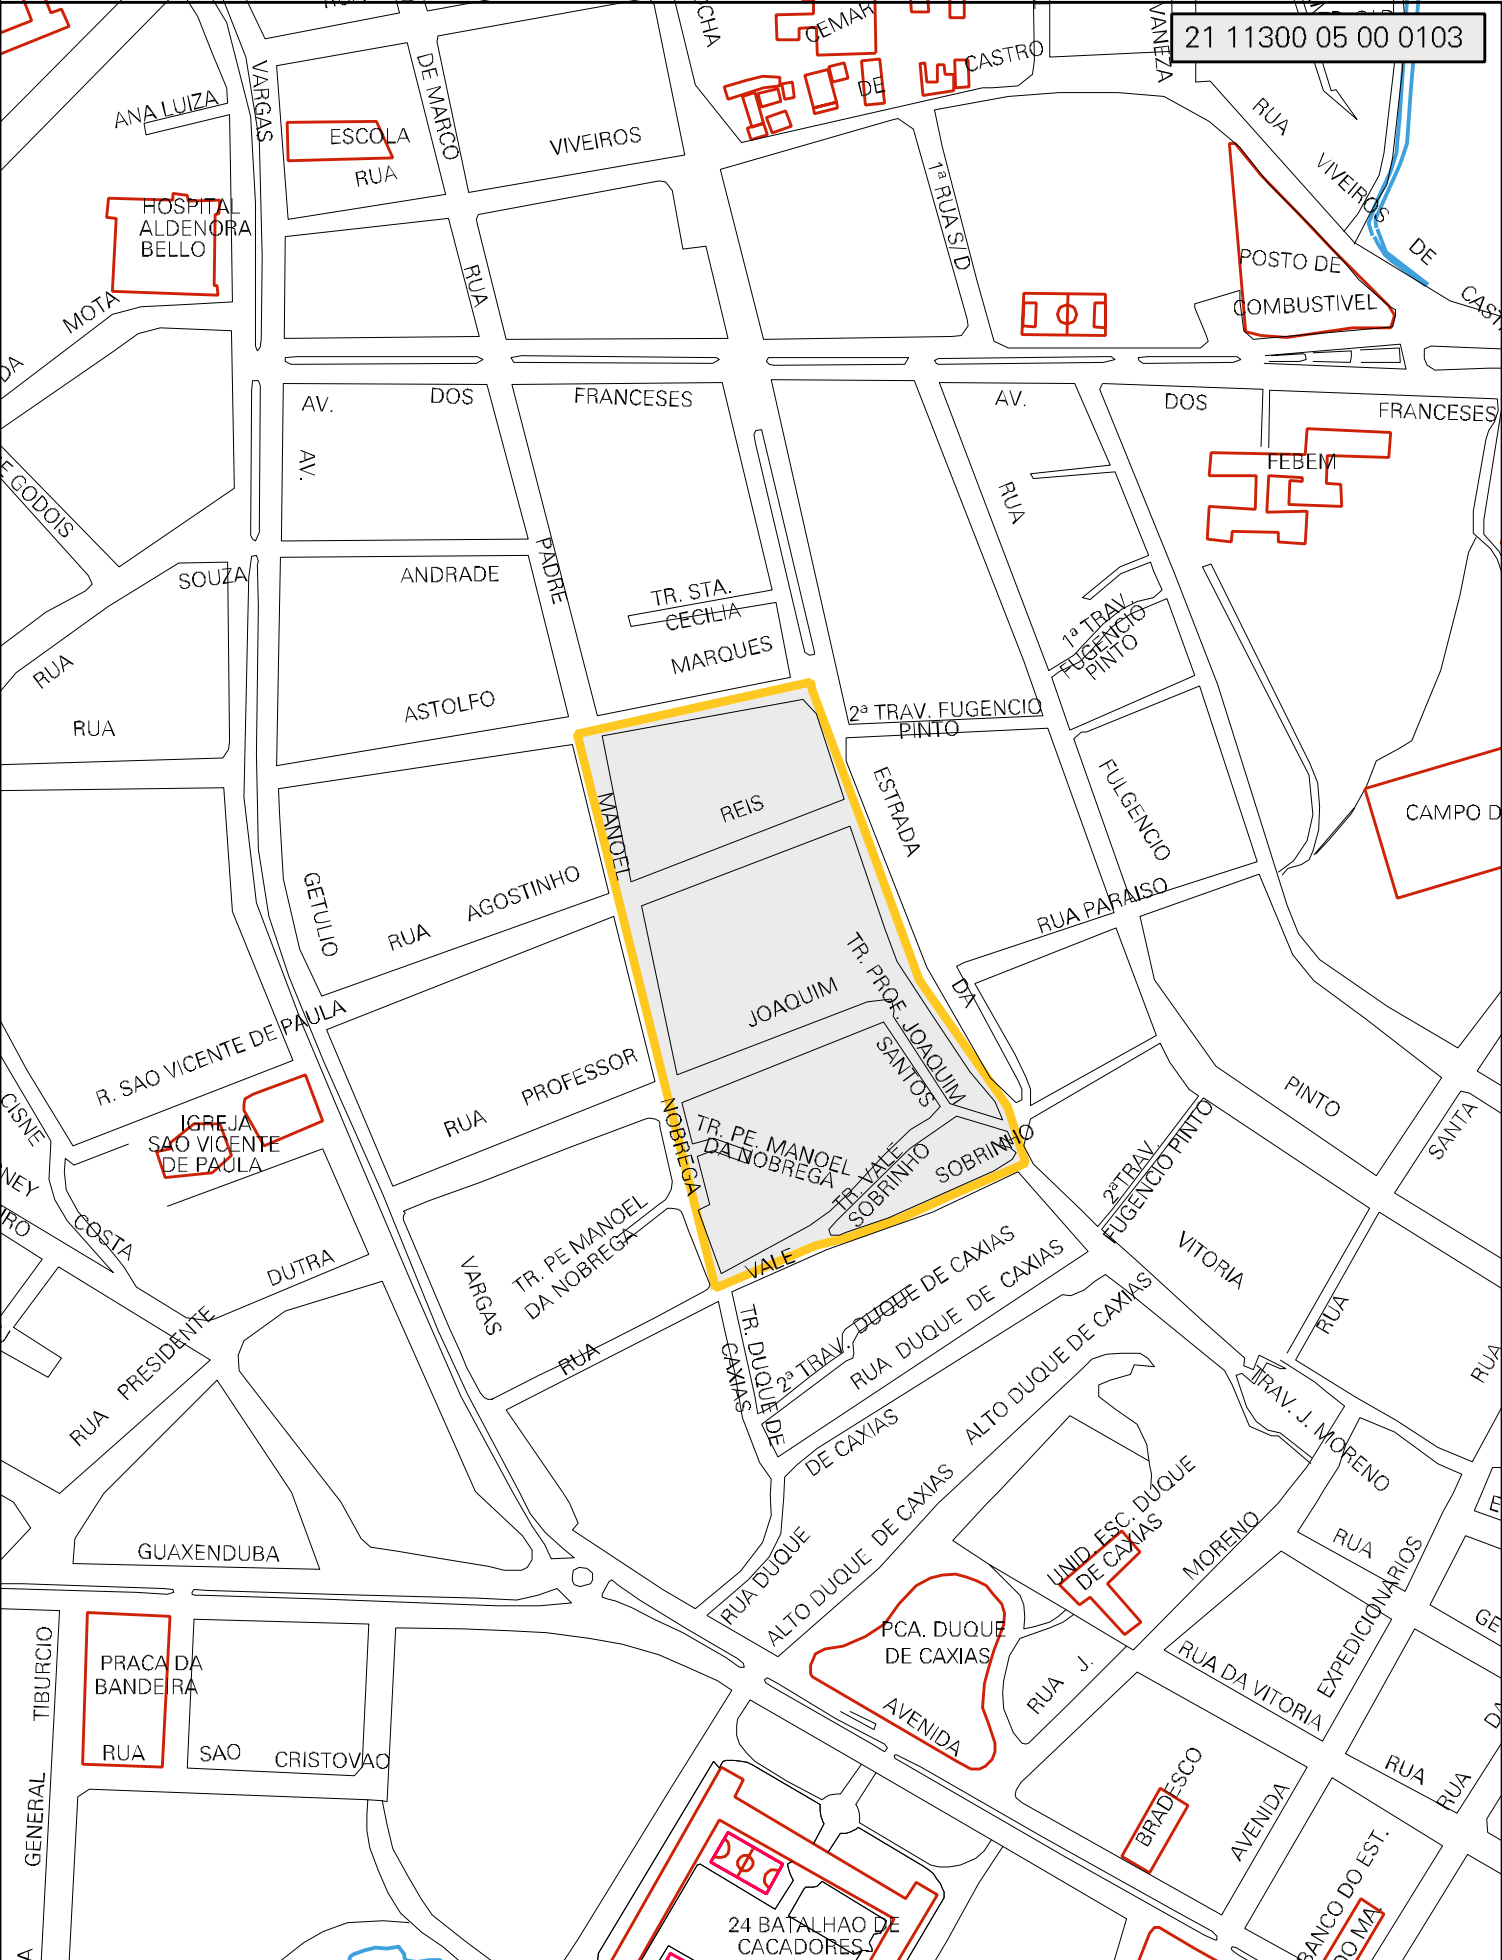 21 11300 05 00 0103
CEMAR
CASTRO
DE
VANEZA
RUA
VIVEIROS
DE
ANA LUIZA
VARGAS
DE MARCO
ESCOLA
RUA
VIVEIROS
1ª RUA S/D
HOSPITAL
ALDENORA
BELLO
MOTA
RUA
POSTO DE
COMBUSTIVEL
AV.
DOS
FRANCESES
AV.
DOS
FRANCESES
AV.
RUA
FEBEM
GODOIS
SOUZA
ANDRADE
PADRE
TR. STA.
CECILIA
MARQUES
1ª TRAV.
FUGENCIO
PINTO
RUA
RUA
ASTOLFO
2ª TRAV. FUGENCIO
PINTO
MANOEL
REIS
ESTRADA
FULGENCIO
CAMPO D
GETULIO
RUA
AGOSTINHO
RUA PARAISO
TR. PROF. JOAQUIM
SANTOS
DA
JOAQUIM
R. SAO VICENTE DE PAULA
PROFESSOR
RUA
PINTO
SANTA
CISNE
IGREJA
SAO VICENTE
DE PAULA
NOBREGA
TR. PE. MANOEL
DA NOBREGA
TR. VALE
SOBRINHO
SOBRINHO
2ª TRAV.
FUGENCIO PINTO
NEY
COSTA
DUTRA
TR. PE MANOEL
DA NOBREGA
VALE
VARGAS
VITORIA
RUA
RUA
PRESIDENTE
RUA
RUA
TR. DUQUE DE
CAXIAS
2ª TRAV. DUQUE DE CAXIAS
RUA DUQUE DE CAXIAS
ALTO DUQUE DE CAXIAS
TRAV. J. MORENO
DE CAXIAS
RUA DUQUE
ALTO DUQUE DE CAXIAS
UNID. ESC. DUQUE
DE CAXIAS
MORENO
RUA
EXPEDICIONARIOS
GUAXENDUBA
PCA. DUQUE
DE CAXIAS
RUA J.
RUA DA VITORIA
AVENIDA
TIBURCIO
GENERAL
PRACA DA
BANDEIRA
RUA
SAO
CRISTOVAO
BRADESCO
AVENIDA
RUA
RUA
BANCO DO EST.
DO MA.
24 BATALHAO DE
CACADORES